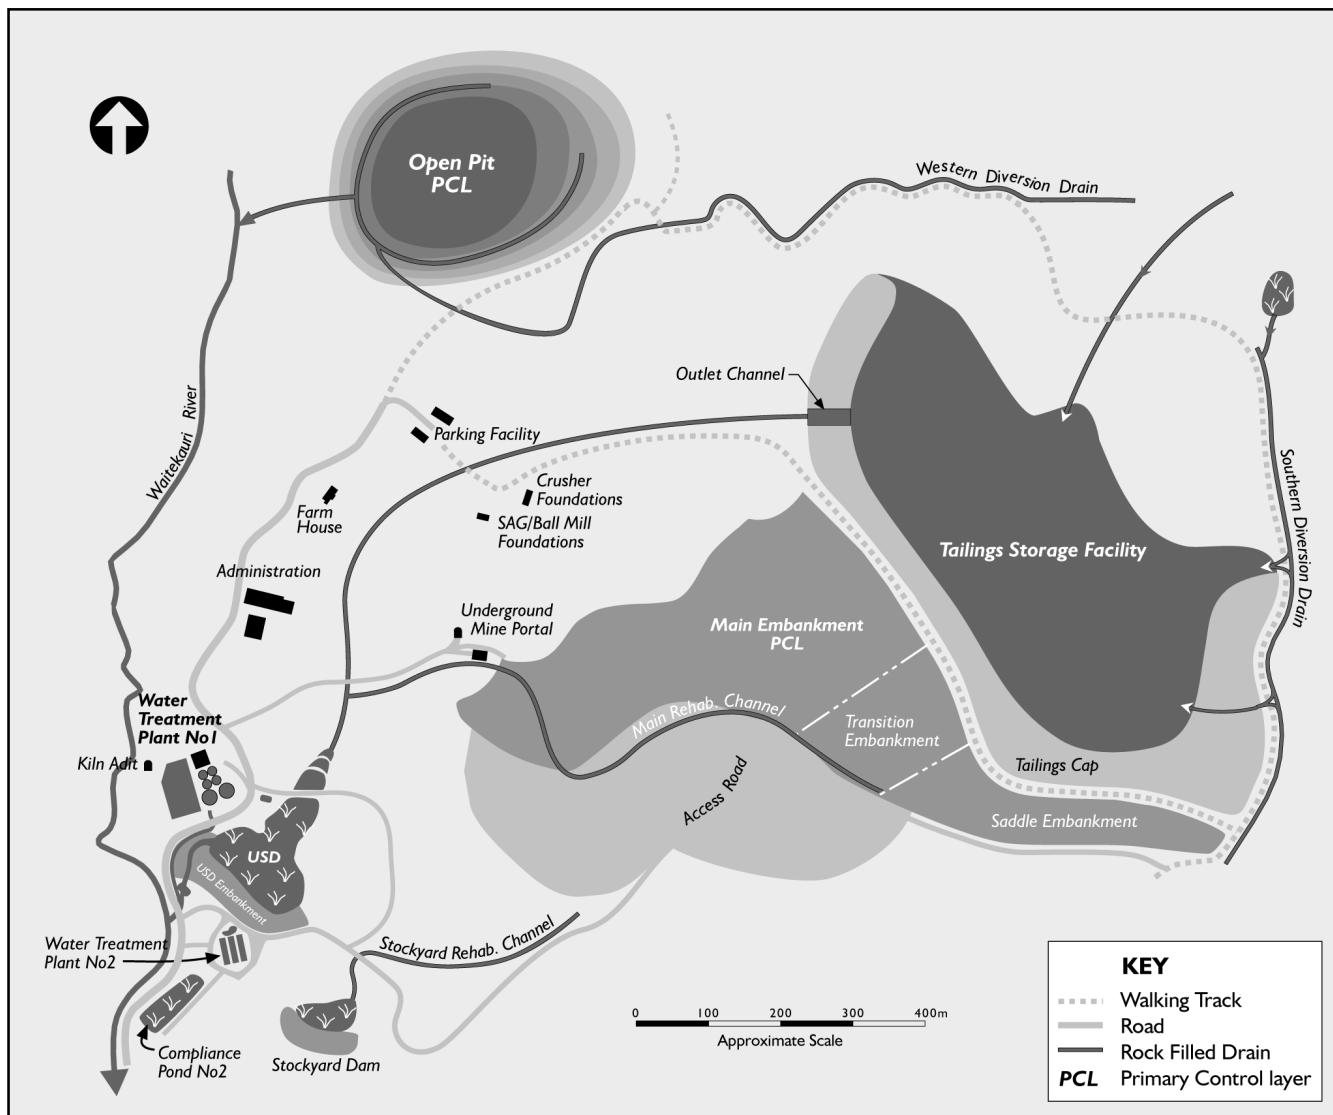 Open Pit
PCL
Western Diversion Drain
Waitekauri River
Outlet Channel
Parking Facility
Crusher
Foundations
SAG/Ball Mill
Foundations
Farm
House
Administration
Tailings Storage Facility
Southern Diversion Drain
Underground
Mine Portal
Main Embankment
PCL
Water
Treatment
Plant No1
Kiln Adit
Main Rehab. Channel
Transition
Embankment
Tailings Cap
Access Road
Saddle Embankment
USD
USD Embankment
Water Treatment
Plant No2
Stockyard Rehab. Channel
Compliance
Pond No2
Stockyard Dam
0 100 200 300 400m
Approximate Scale
KEY
Walking Track
Road
Rock Filled Drain
PCL Primary Control layer